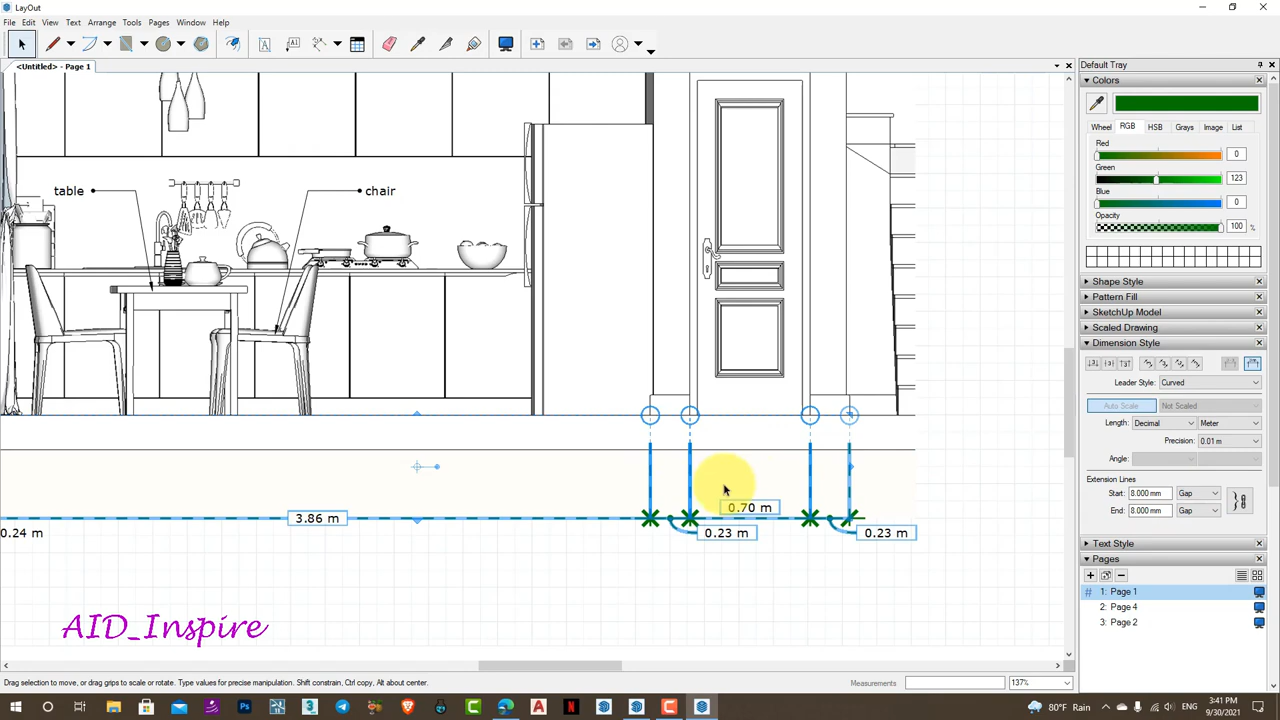 LayOut
File Edit View Text Arrange Tools Pages Window Help
<Untitled> - Page 1
Default Tray
Colors
Wheel RGB HSB Grays Image List
Red
0
Green
123
Blue
0
Opacity
100 %
Shape Style
Pattern Fill
SketchUp Model
Scaled Drawing
Dimension Style
Leader Style: Curved
Auto Scale Not Scaled
Length: Decimal Meter
Precision: 0.01 m
Angle:
Extension Lines
Start: 8.000 mm Gap
End: 8.000 mm Gap
Text Style
Pages
1: Page 1
2: Page 4
3: Page 2
table
chair
0.70 m
3.86 m
0.24 m
0.23 m
0.23 m
AID_Inspire
Drag selection to move, or drag grips to scale or rotate. Type values for precise manipulation. Shift constrain, Ctrl copy, Alt about center.
Measurements
137%
80°F Rain
3:41 PM
9/30/2021